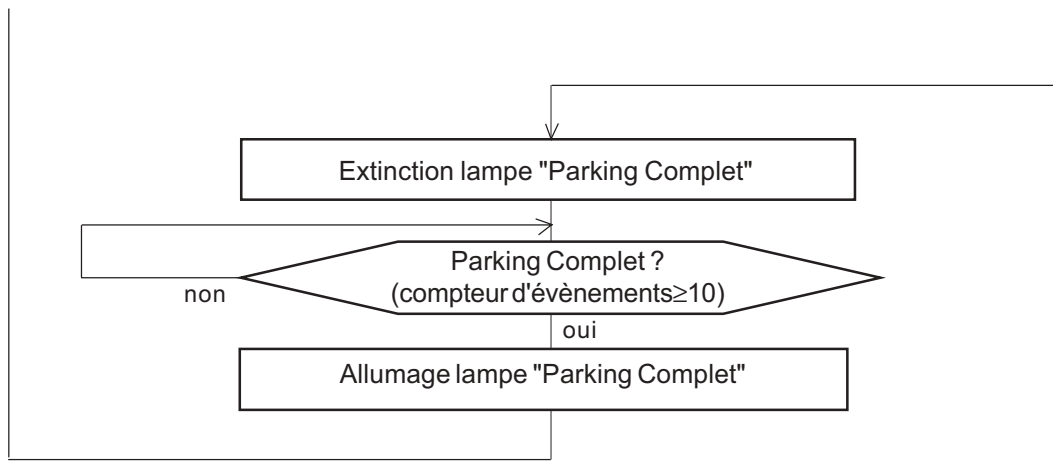 Extinction lampe "Parking Complet"
Parking Complet ?
(compteur d'évènements≥10)
non
oui
Allumage lampe "Parking Complet"